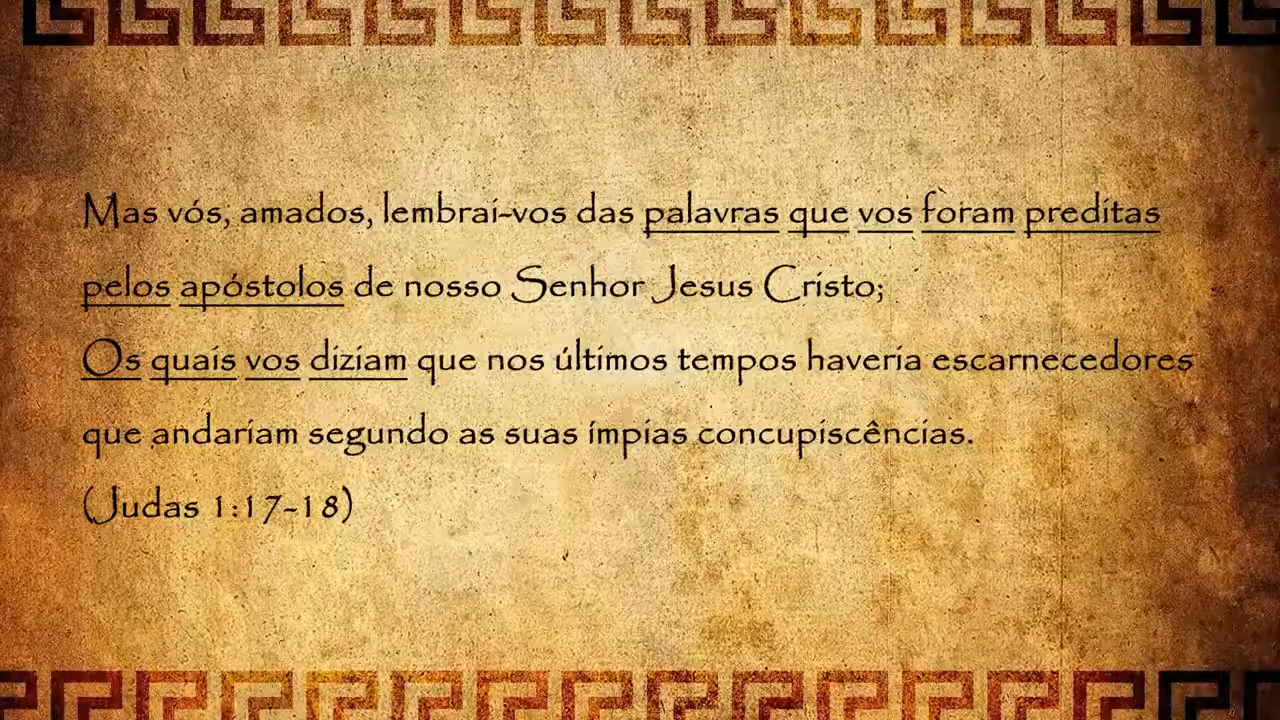 Mas vós, amados, lembrai-vos das palavras que vos foram preditas
pelos apóstolos de nosso Senhor Jesus Cristo;
Os quais vos diziam que nos últimos tempos haveria escarnecedores
que andariam segundo as suas ímpias concupiscências.
(Judas 1:17-18)